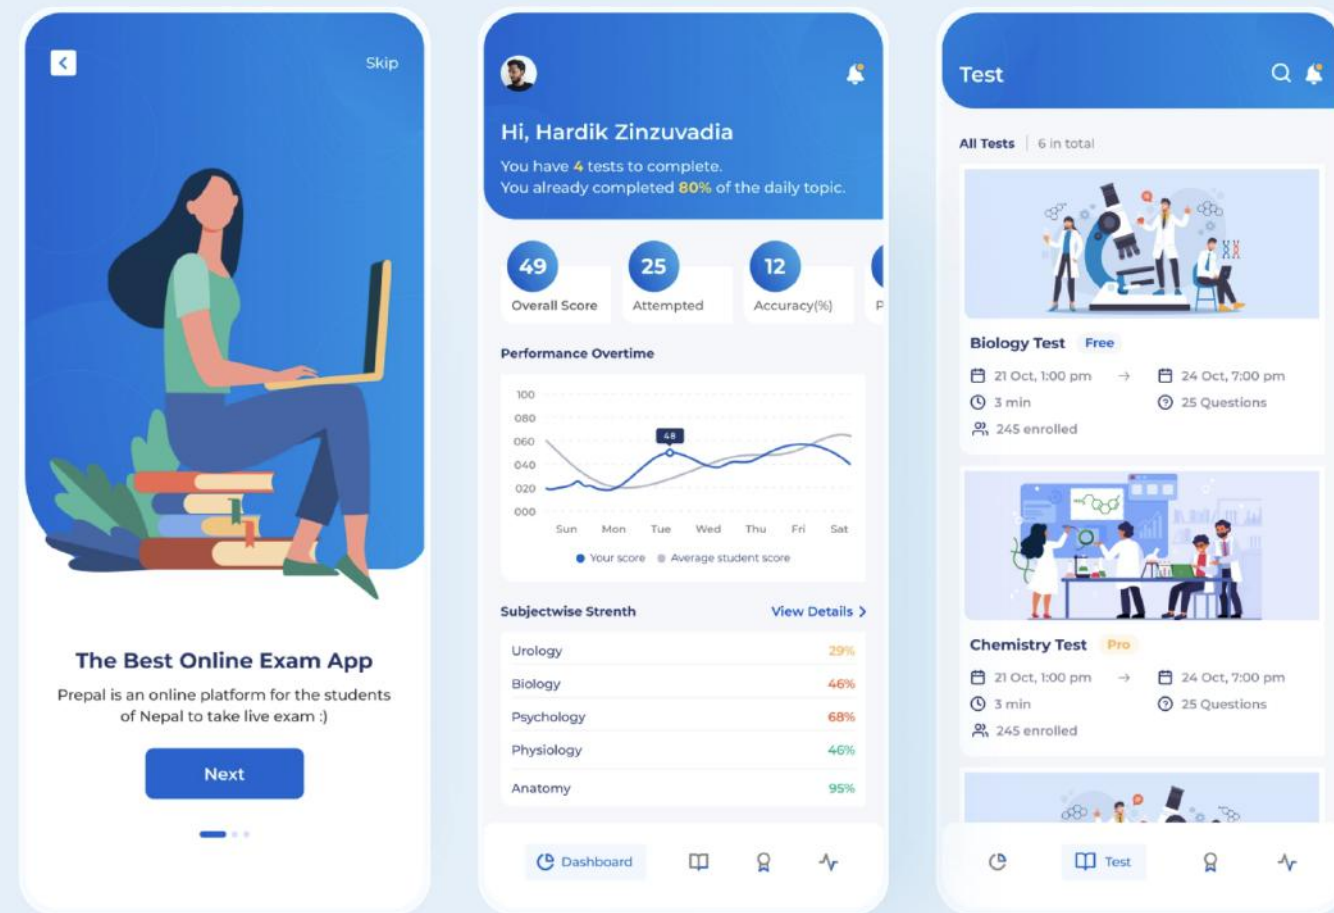 Skip
The Best Online Exam App
Prepal is an online platform for the students
of Nepal to take live exam :)
Next
Hi, Hardik Zinzuvadia
You have 4 tests to complete.
You already completed 80% of the daily topic.
49
Overall Score
25
Attempted
12
Accuracy(%)
P
Performance Overtime
100
080
060
040
020
000
48
Sun Mon Tue Wed Thu Fri Sat
Your score Average student score
Subjectwise Strenth View Details
Urology 29%
Biology 46%
Psychology 68%
Physiology 46%
Anatomy 95%
Dashboard
Test
All Tests 6 in total
Biology Test Free
21 Oct, 1:00 pm → 24 Oct, 7:00 pm
3 min 25 Questions
245 enrolled
Chemistry Test Pro
21 Oct, 1:00 pm → 24 Oct, 7:00 pm
3 min 25 Questions
245 enrolled
Test